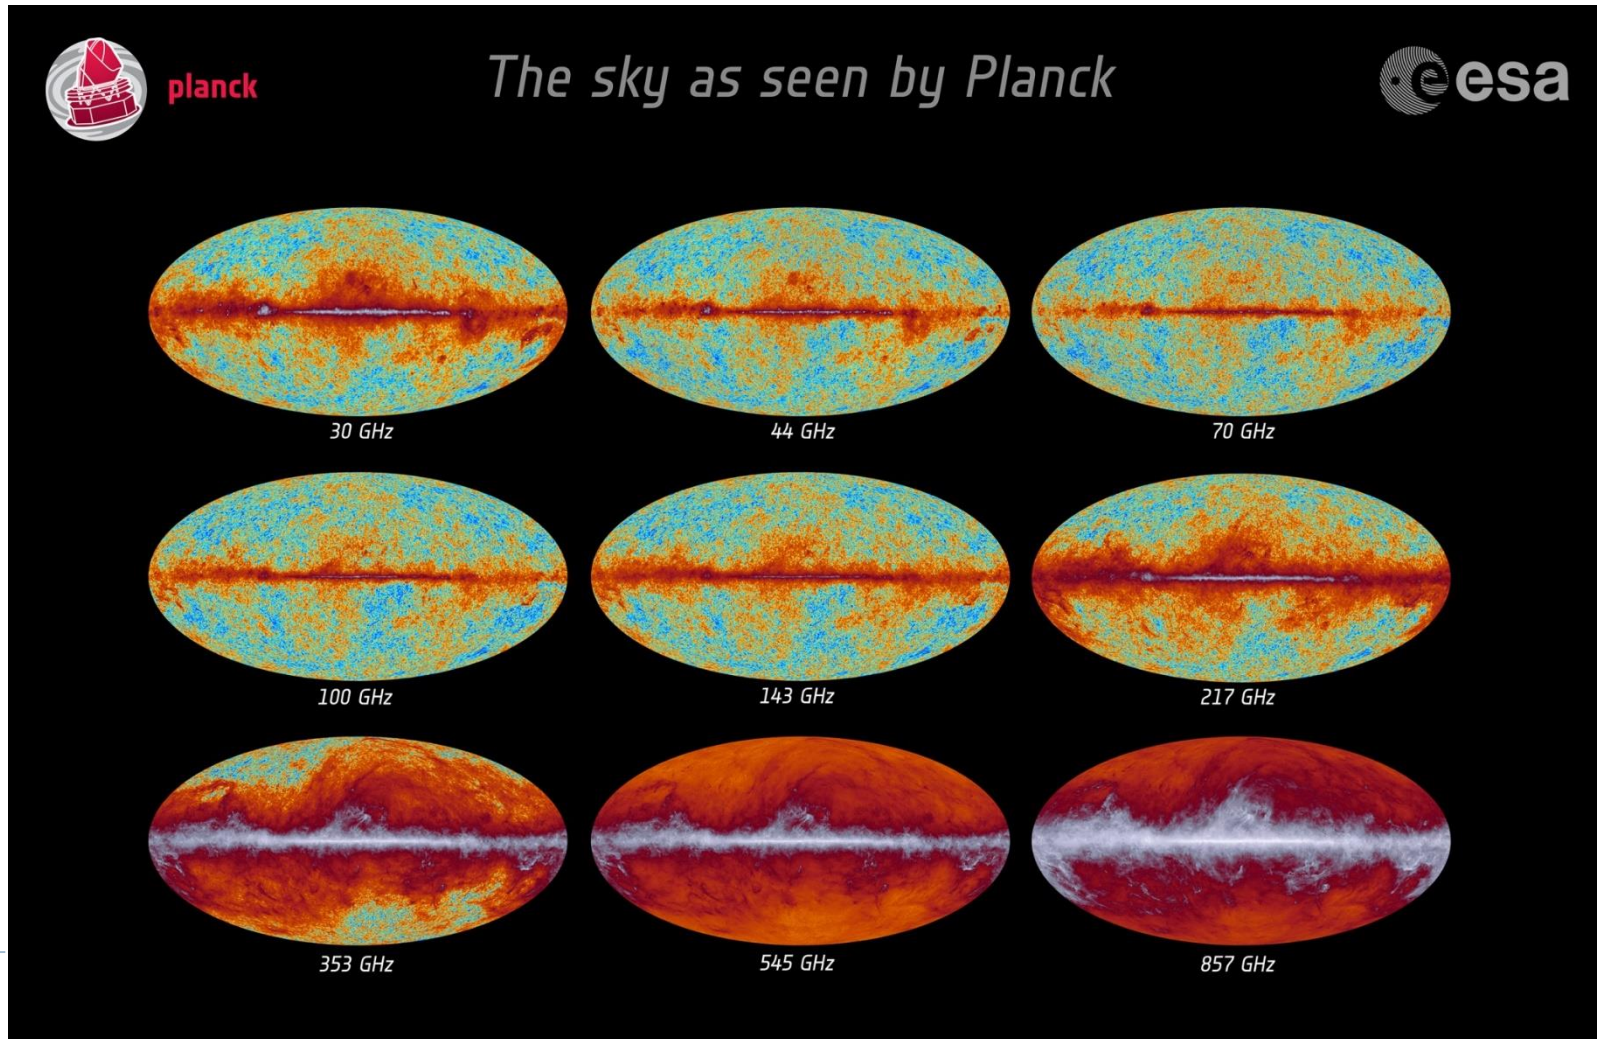 planck
The sky as seen by Planck
esa
30 GHz
44 GHz
70 GHz
100 GHz
143 GHz
217 GHz
353 GHz
545 GHz
857 GHz